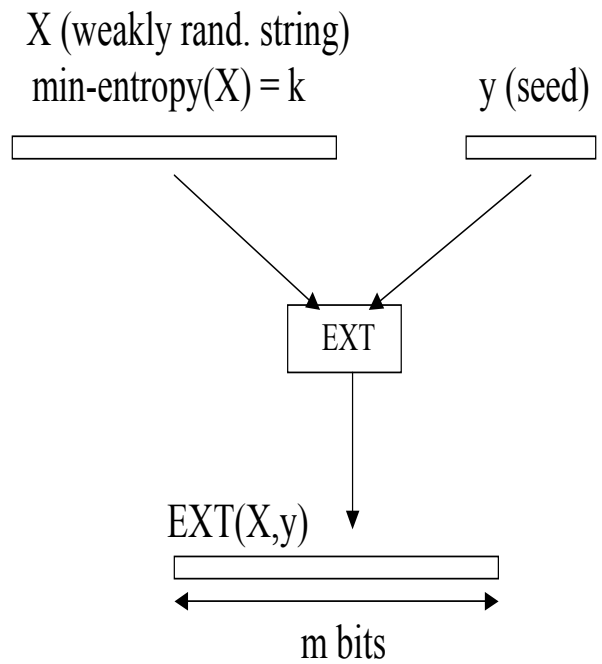 X (weakly rand. string)
min-entropy(X) = k
y (seed)
EXT
EXT(X,y)
m bits